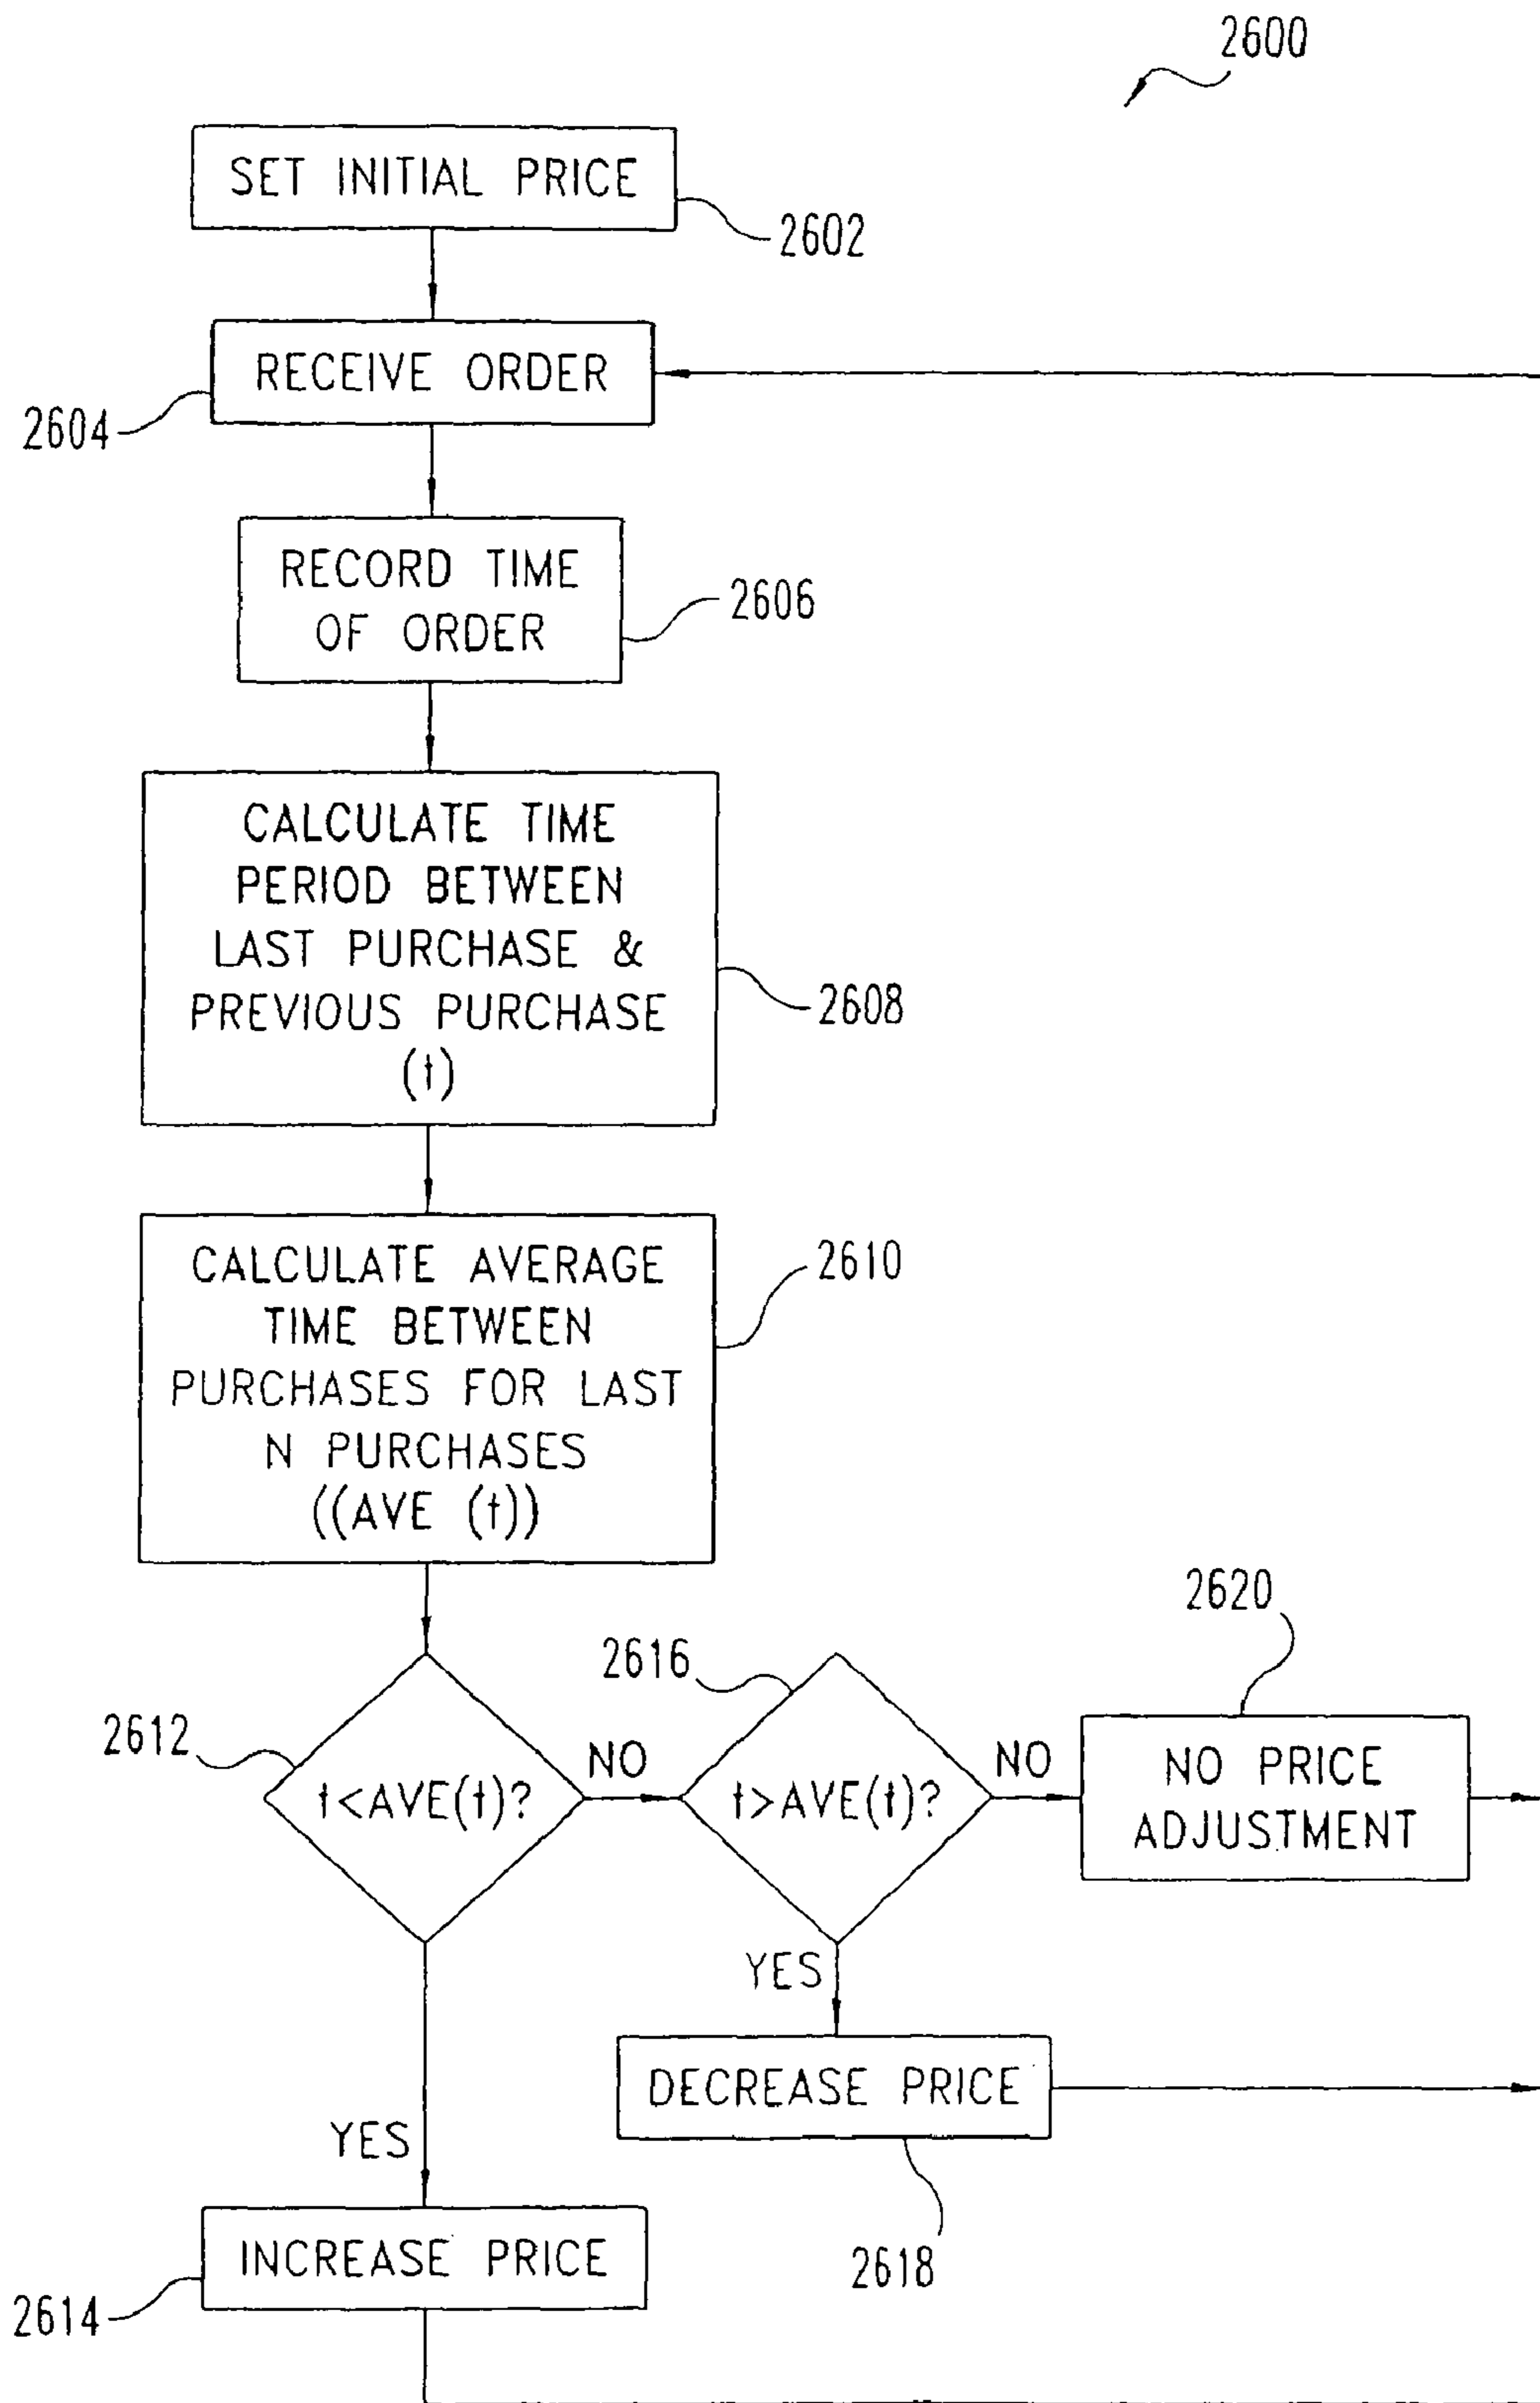 2600
SET INITIAL PRICE
2602
RECEIVE ORDER
2604
RECORD TIME
OF ORDER
2606
CALCULATE TIME
PERIOD BETWEEN
LAST PURCHASE &
PREVIOUS PURCHASE
(t)
2608
CALCULATE AVERAGE
TIME BETWEEN
PURCHASES FOR LAST
N PURCHASES
((AVE (t))
2610
2612
t<AVE(t)?
NO
2616
t>AVE(t)?
NO
2620
NO PRICE
ADJUSTMENT
YES
DECREASE PRICE
2618
YES
INCREASE PRICE
2614